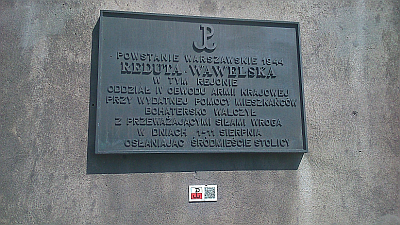 POWSTANIE WARSZAWSKIE 1944
REDUTA WAWELSKA
W TYM REJONIE
ODDZIAŁ IV OBWODU ARMII KRAJOWEJ
PRZY WYDATNEJ POMOCY MIESZKAŃCÓW
BOHATERSKO WALCZYŁ
Z PRZEWAŻAJĄCYMI SIŁAMI WROGA
W DNIACH 1-11 SIERPNIA
OSŁANIAJĄC ŚRÓDMIEŚCIE STOLICY